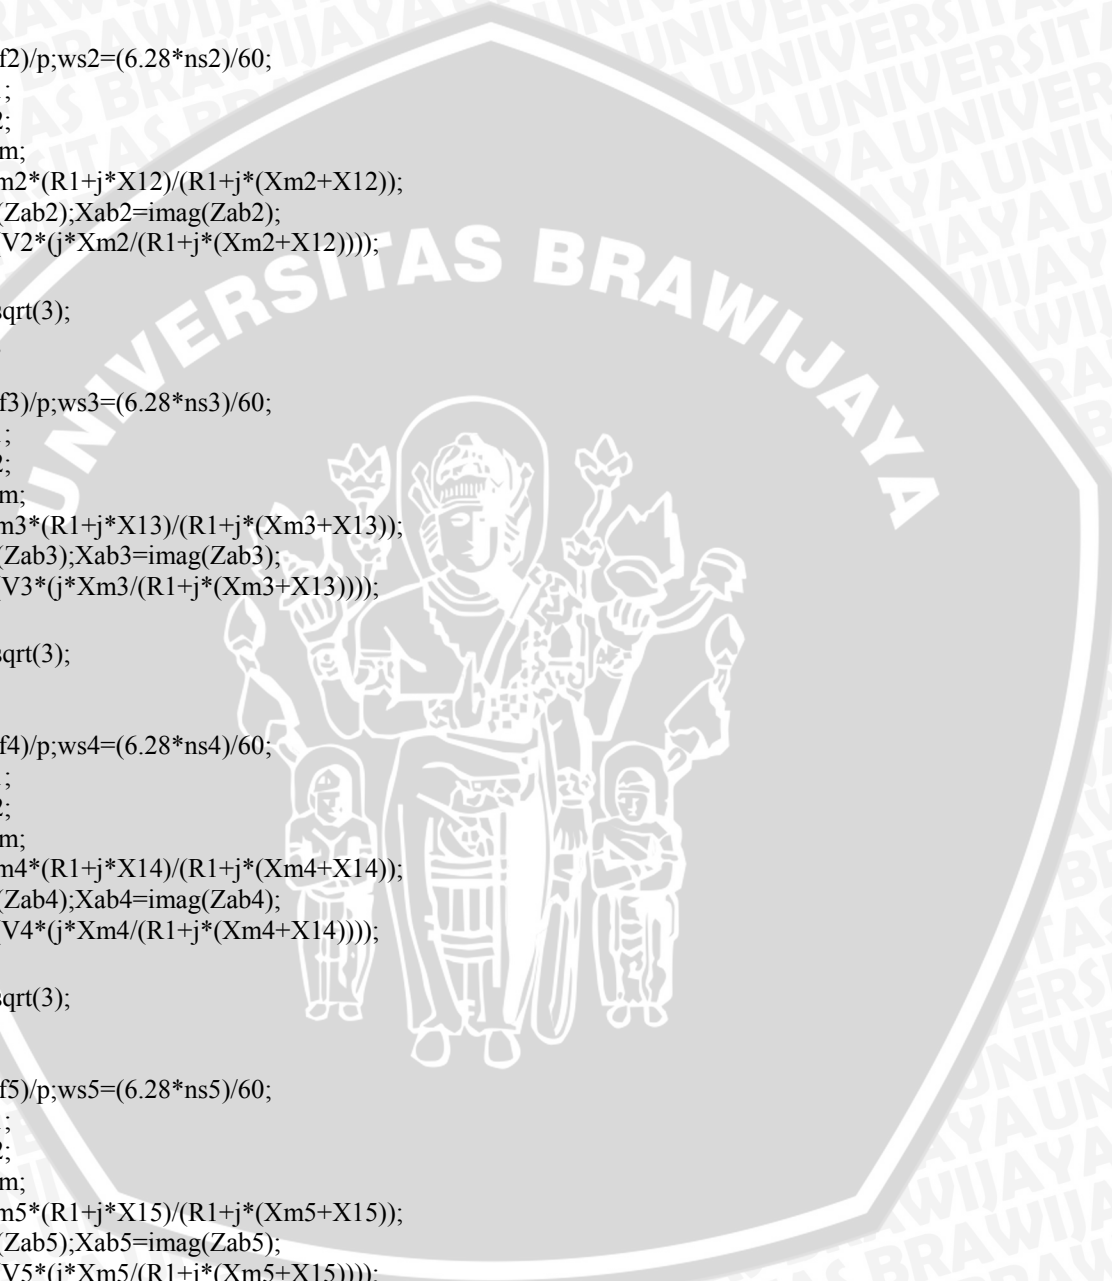 f2)/p;ws2=(6.28*ns2)/60;
;
2;
m;
m2*(R1+j*X12)/(R1+j*(Xm2+X12));
(Zab2);Xab2=imag(Zab2);
V2*(j*Xm2/(R1+j*(Xm2+X12))));
sqrt(3);
f3)/p;ws3=(6.28*ns3)/60;
;
2;
m;
m3*(R1+j*X13)/(R1+j*(Xm3+X13));
(Zab3);Xab3=imag(Zab3);
V3*(j*Xm3/(R1+j*(Xm3+X13))));
sqrt(3);
f4)/p;ws4=(6.28*ns4)/60;
;
2;
m;
m4*(R1+j*X14)/(R1+j*(Xm4+X14));
(Zab4);Xab4=imag(Zab4);
(V4*(j*Xm4/(R1+j*(Xm4+X14))));
sqrt(3);
f5)/p;ws5=(6.28*ns5)/60;
;
2;
m;
m5*(R1+j*X15)/(R1+j*(Xm5+X15));
(Zab5);Xab5=imag(Zab5);
(V5*(j*Xm5/(R1+j*(Xm5+X15))));
UNIVERSITAS BRAWIJAYA